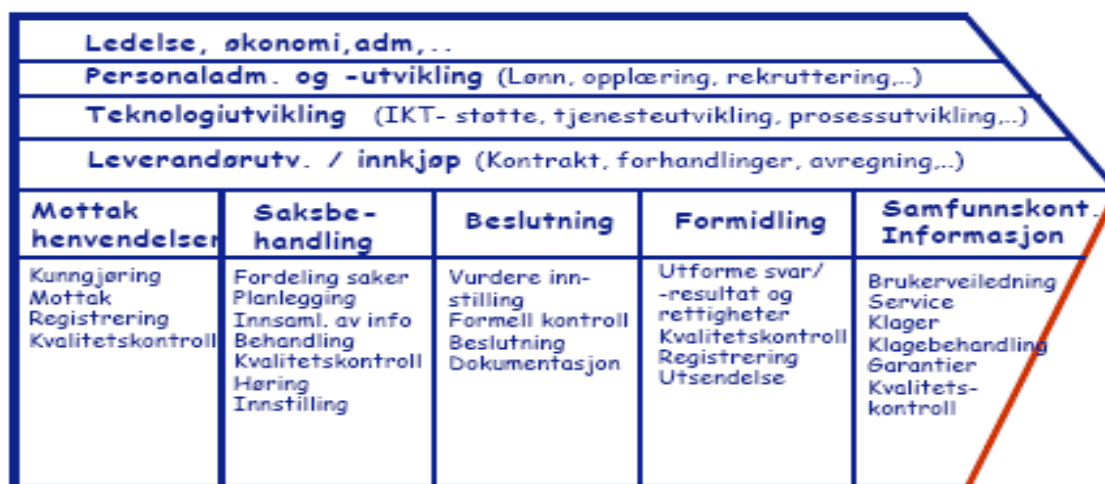 Ledelse, økonomi,adm,..
Personaladm. og -utvikling (Lønn, opplæring, rekruttering,..)
Teknologiutvikling (IKT- støtte, tjenesteutvikling, prosessutvikling,..)
Leverandørutv. / innkjøp (Kontrakt, forhandlinger, avregning,..)
Mottak
henvendelser
Kunngjøring
Mottak
Registrering
Kvalitetskontroll
Saksbe-
handling
Fordeling saker
Planlegging
Innsaml. av info
Behandling
Kvalitetskontroll
Høring
Innstilling
Beslutning
Vurdere inn-
stilling
Formell kontroll
Beslutning
Dokumentasjon
Formidling
Utforme svar/
-resultat og
rettigheter
Kvalitetskontroll
Registrering
Utsendelse
Samfunnskont.
Informasjon
Brukerveiledning
Service
Klager
Klagebehandling
Garantier
Kvalitets-
kontroll